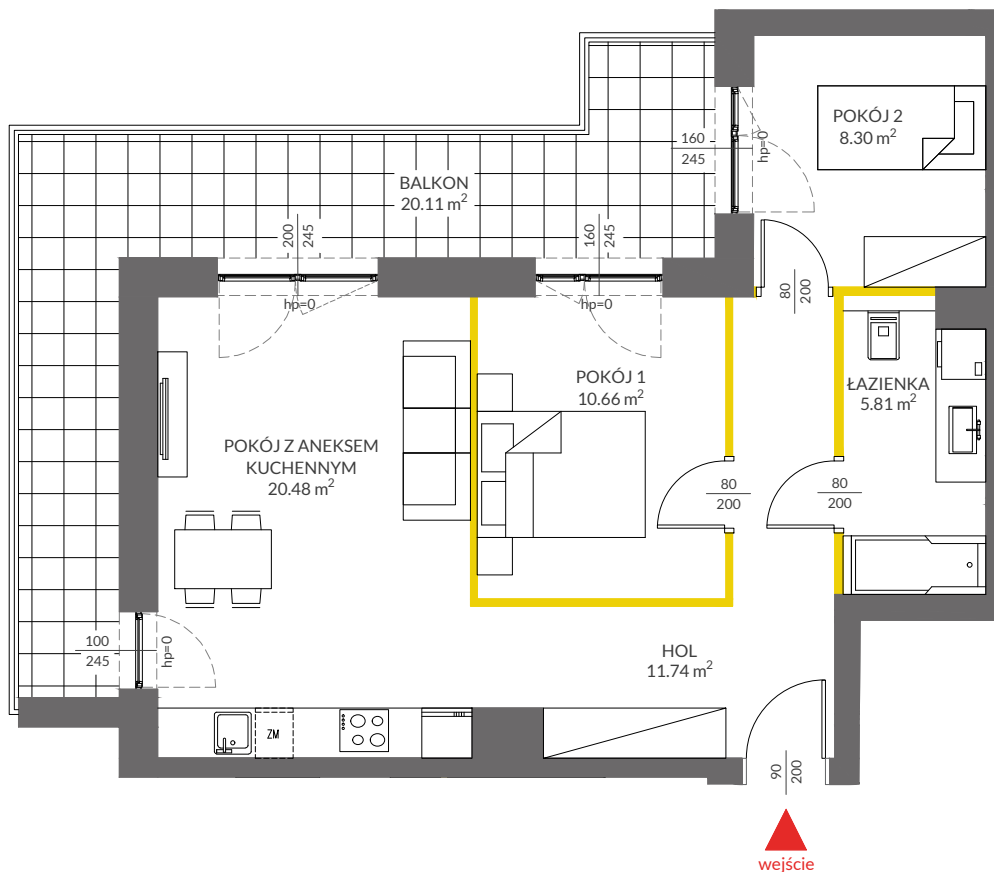 POKÓJ 2
8.30 m²
160
245
hp=0
BALKON
20.11 m²
200
245
hp=0
160
245
hp=0
80
200
POKÓJ 1
10.66 m²
ŁAZIENKA
5.81 m²
POKÓJ Z ANEKSEM
KUCHENNYM
20.48 m²
80
200
80
200
100
245
hp=0
HOL
11.74 m²
ZM
90
200
wejście